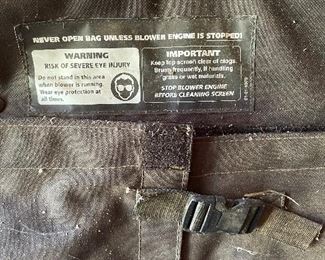 NEVER OPEN BAG UNLESS BLOWER ENGINE IS STOPPED!
WARNING
RISK OF SEVERE EYE INJURY
Do not stand in this area
when blower is running.
Wear eye protection at
all times.
IMPORTANT
Keep top screen clear of clogs.
Clean frequently, if handling
grass or wet materials.
STOP BLOWER ENGINE
BEFORE CLEANING SCREEN